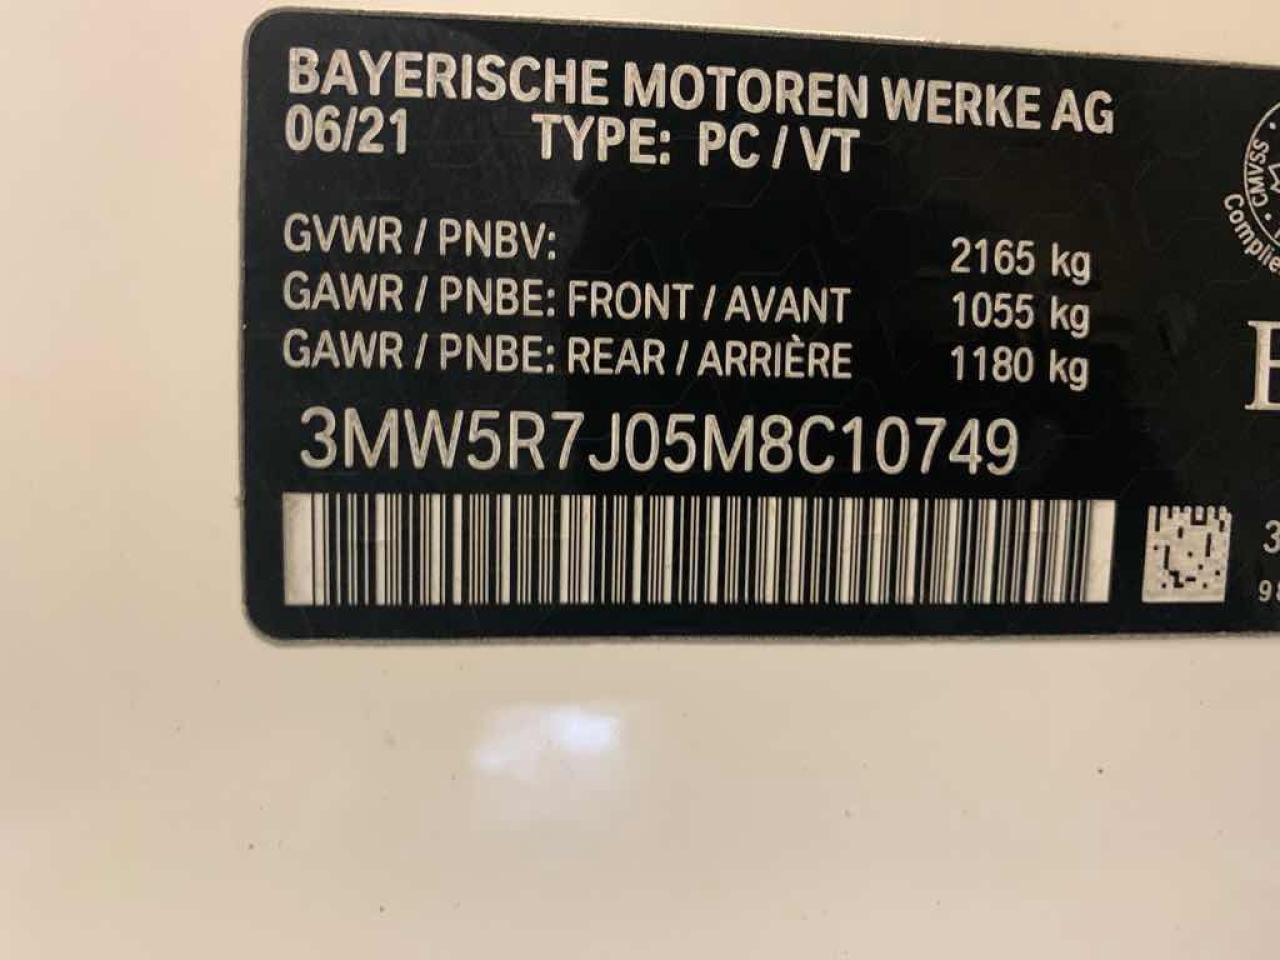 BAYERISCHE MOTOREN WERKE AG
06/21 TYPE: PC / VT
GVWR / PNBV: 2165 kg
GAWR / PNBE: FRONT / AVANT 1055 kg
GAWR / PNBE: REAR / ARRIÈRE 1180 kg
3MW5R7J05M8C10749
CMVSS